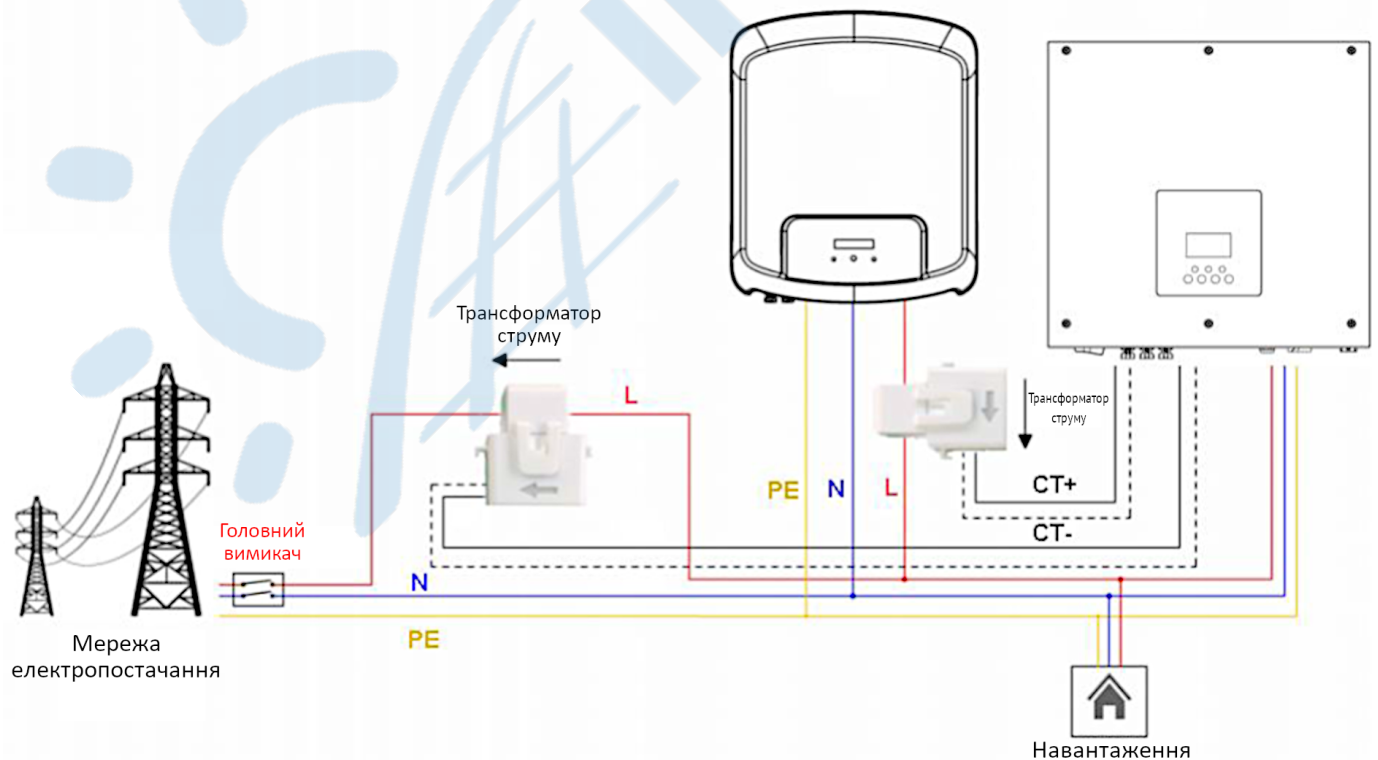 Трансформатор
струму
L
Трансформатор
струму
PE
N
L
CT+
CT-
Головний
вимикач
N
PE
Мережа
електропостачання
Навантаження